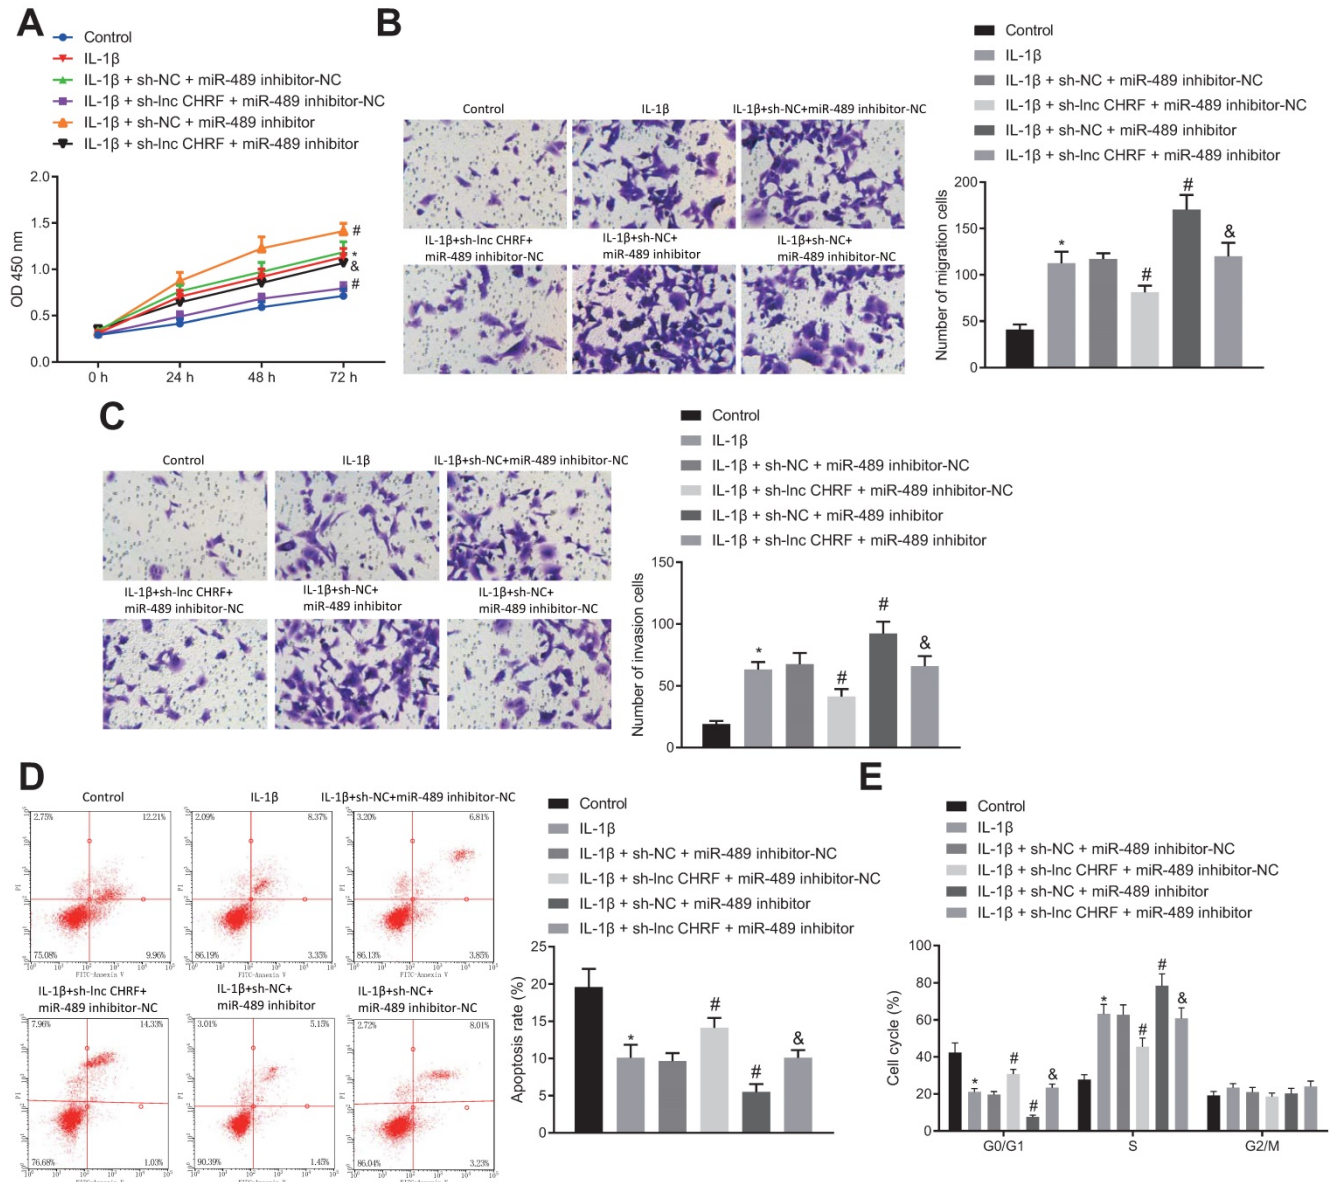 A
Control
IL-1β
IL-1β + sh-NC + miR-489 inhibitor-NC
IL-1β + sh-lnc CHRF + miR-489 inhibitor-NC
IL-1β + sh-NC + miR-489 inhibitor
IL-1β + sh-lnc CHRF + miR-489 inhibitor
OD 450 nm
2.0
1.5
1.0
0.5
0.0
0 h
24 h
48 h
72 h
#
*
&
#
B
Control
IL-1β
IL-1β+sh-NC+miR-489 inhibitor-NC
IL-1β+sh-lnc CHRF+
miR-489 inhibitor-NC
IL-1β+sh-NC+
miR-489 inhibitor
IL-1β+sh-NC+
miR-489 inhibitor-NC
Control
IL-1β
IL-1β + sh-NC + miR-489 inhibitor-NC
IL-1β + sh-lnc CHRF + miR-489 inhibitor-NC
IL-1β + sh-NC + miR-489 inhibitor
IL-1β + sh-lnc CHRF + miR-489 inhibitor
Number of migration cells
200
150
100
50
0
*
#
#
&
C
Control
IL-1β
IL-1β+sh-NC+miR-489 inhibitor-NC
IL-1β+sh-lnc CHRF+
miR-489 inhibitor-NC
IL-1β+sh-NC+
miR-489 inhibitor
IL-1β+sh-NC+
miR-489 inhibitor-NC
Control
IL-1β
IL-1β + sh-NC + miR-489 inhibitor-NC
IL-1β + sh-lnc CHRF + miR-489 inhibitor-NC
IL-1β + sh-NC + miR-489 inhibitor
IL-1β + sh-lnc CHRF + miR-489 inhibitor
Number of invasion cells
150
100
50
0
*
#
#
&
D
Control
2.75%
12.21%
75.08%
9.96%
PI
FITC-Annexin V
IL-1β
2.09%
8.37%
86.19%
3.35%
PI
FITC-Annexin V
IL-1β+sh-NC+miR-489 inhibitor-NC
3.20%
6.81%
86.13%
3.85%
PI
FITC-Annexin V
IL-1β+sh-lnc CHRF+
miR-489 inhibitor-NC
7.96%
14.33%
76.68%
1.03%
PI
FITC-Annexin V
IL-1β+sh-NC+
miR-489 inhibitor
3.01%
5.15%
90.39%
1.45%
PI
FITC-Annexin V
IL-1β+sh-NC+
miR-489 inhibitor-NC
2.72%
8.01%
86.04%
3.23%
PI
FITC-Annexin V
Control
IL-1β
IL-1β + sh-NC + miR-489 inhibitor-NC
IL-1β + sh-lnc CHRF + miR-489 inhibitor-NC
IL-1β + sh-NC + miR-489 inhibitor
IL-1β + sh-lnc CHRF + miR-489 inhibitor
Apoptosis rate (%)
25
20
15
10
5
0
*
#
#
&
E
Control
IL-1β
IL-1β + sh-NC + miR-489 inhibitor-NC
IL-1β + sh-lnc CHRF + miR-489 inhibitor-NC
IL-1β + sh-NC + miR-489 inhibitor
IL-1β + sh-lnc CHRF + miR-489 inhibitor
Cell cycle (%)
100
80
60
40
20
0
*
#
#
&
*
#
#
&
G0/G1
S
G2/M